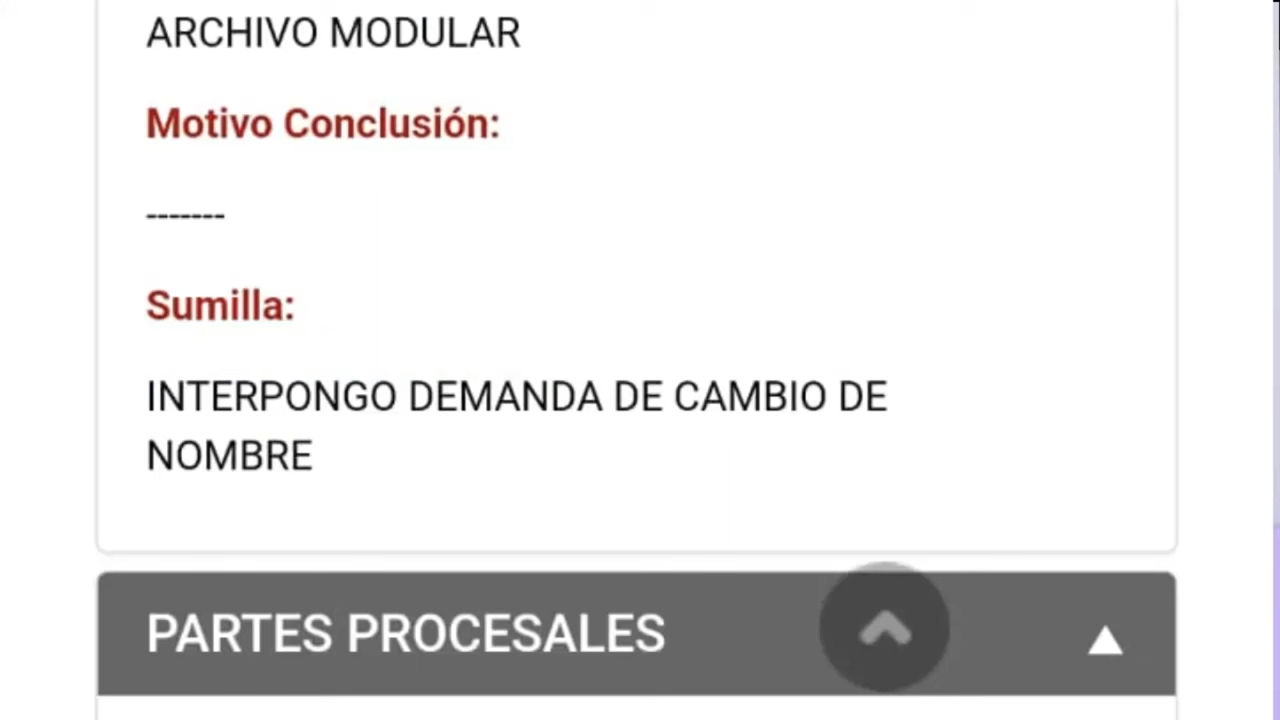 ARCHIVO MODULAR
Motivo Conclusión:
-------
Sumilla:
INTERPONGO DEMANDA DE CAMBIO DE
NOMBRE
PARTES PROCESALES